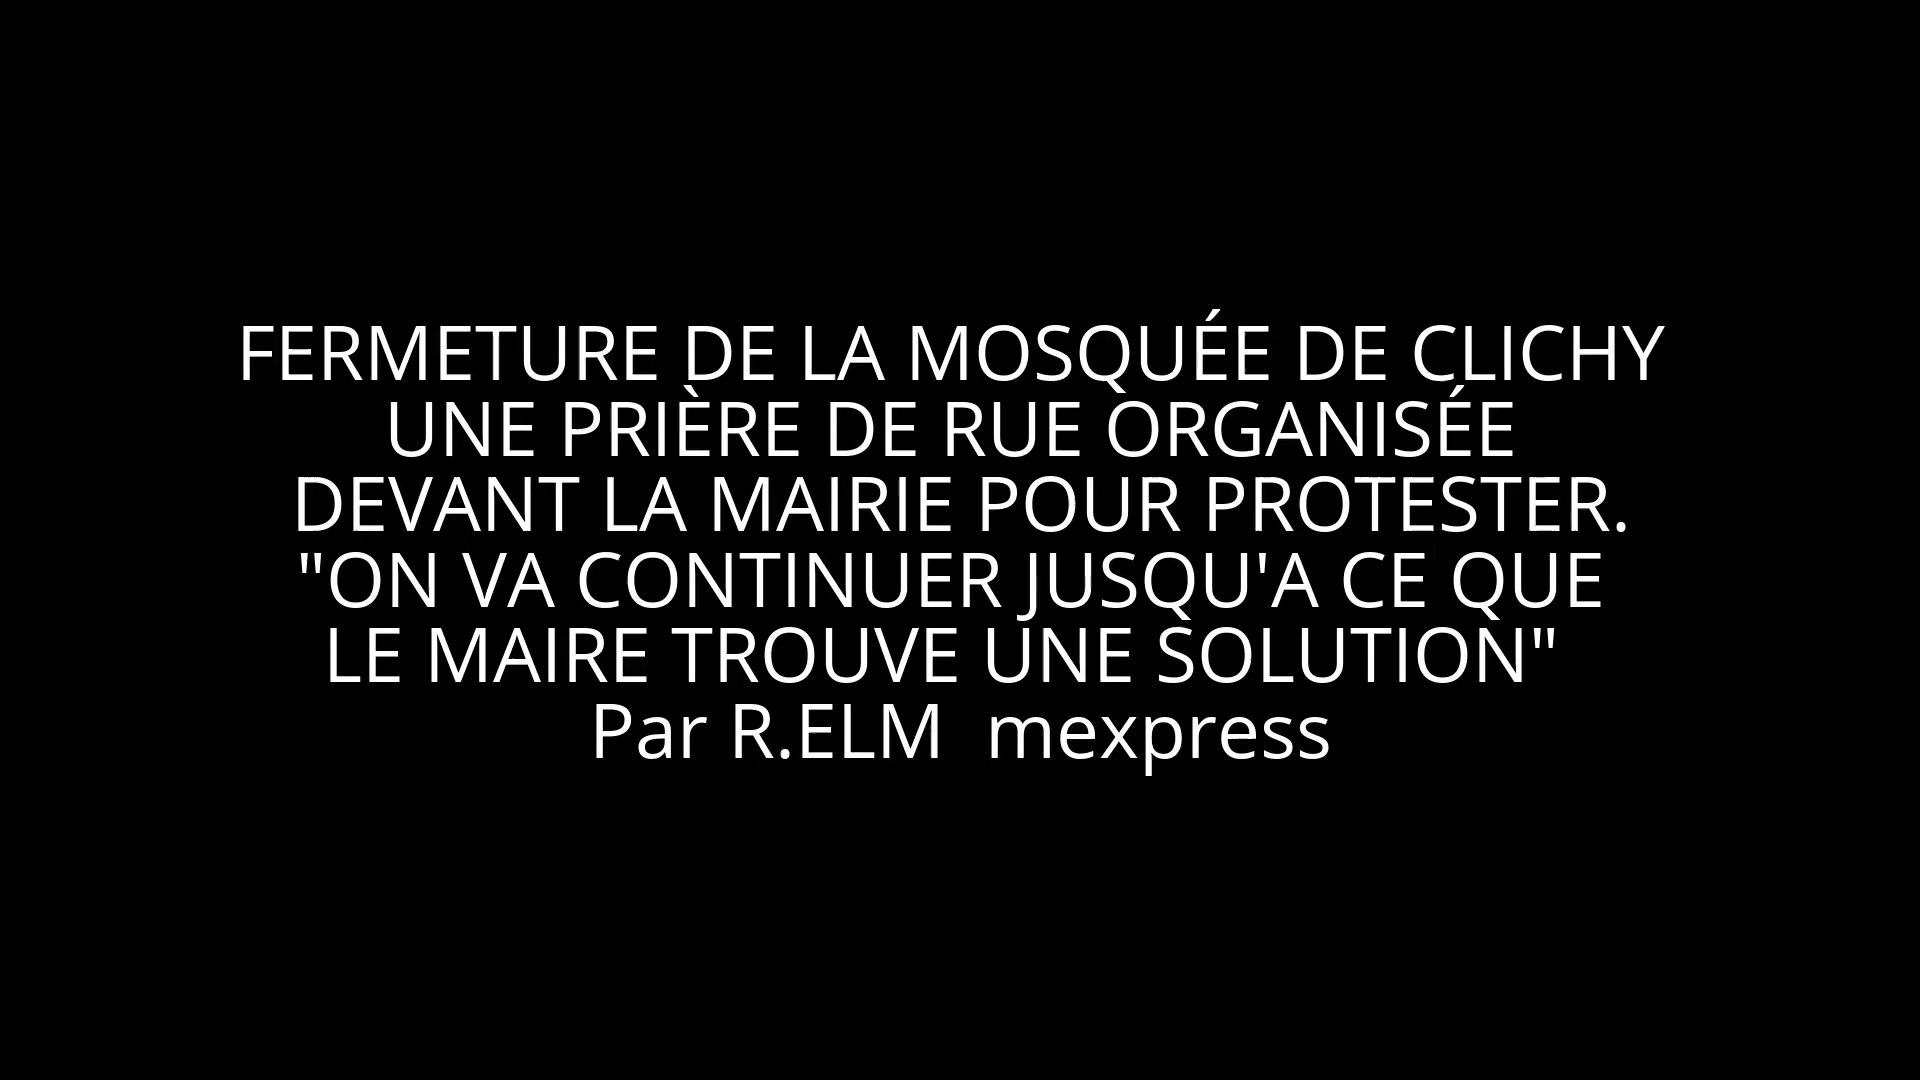 FERMETURE DE LA MOSQUÉE DE CLICHY
UNE PRIÈRE DE RUE ORGANISÉE
DEVANT LA MAIRIE POUR PROTESTER.
"ON VA CONTINUER JUSQU'A CE QUE
LE MAIRE TROUVE UNE SOLUTION"
Par R.ELM  mexpress